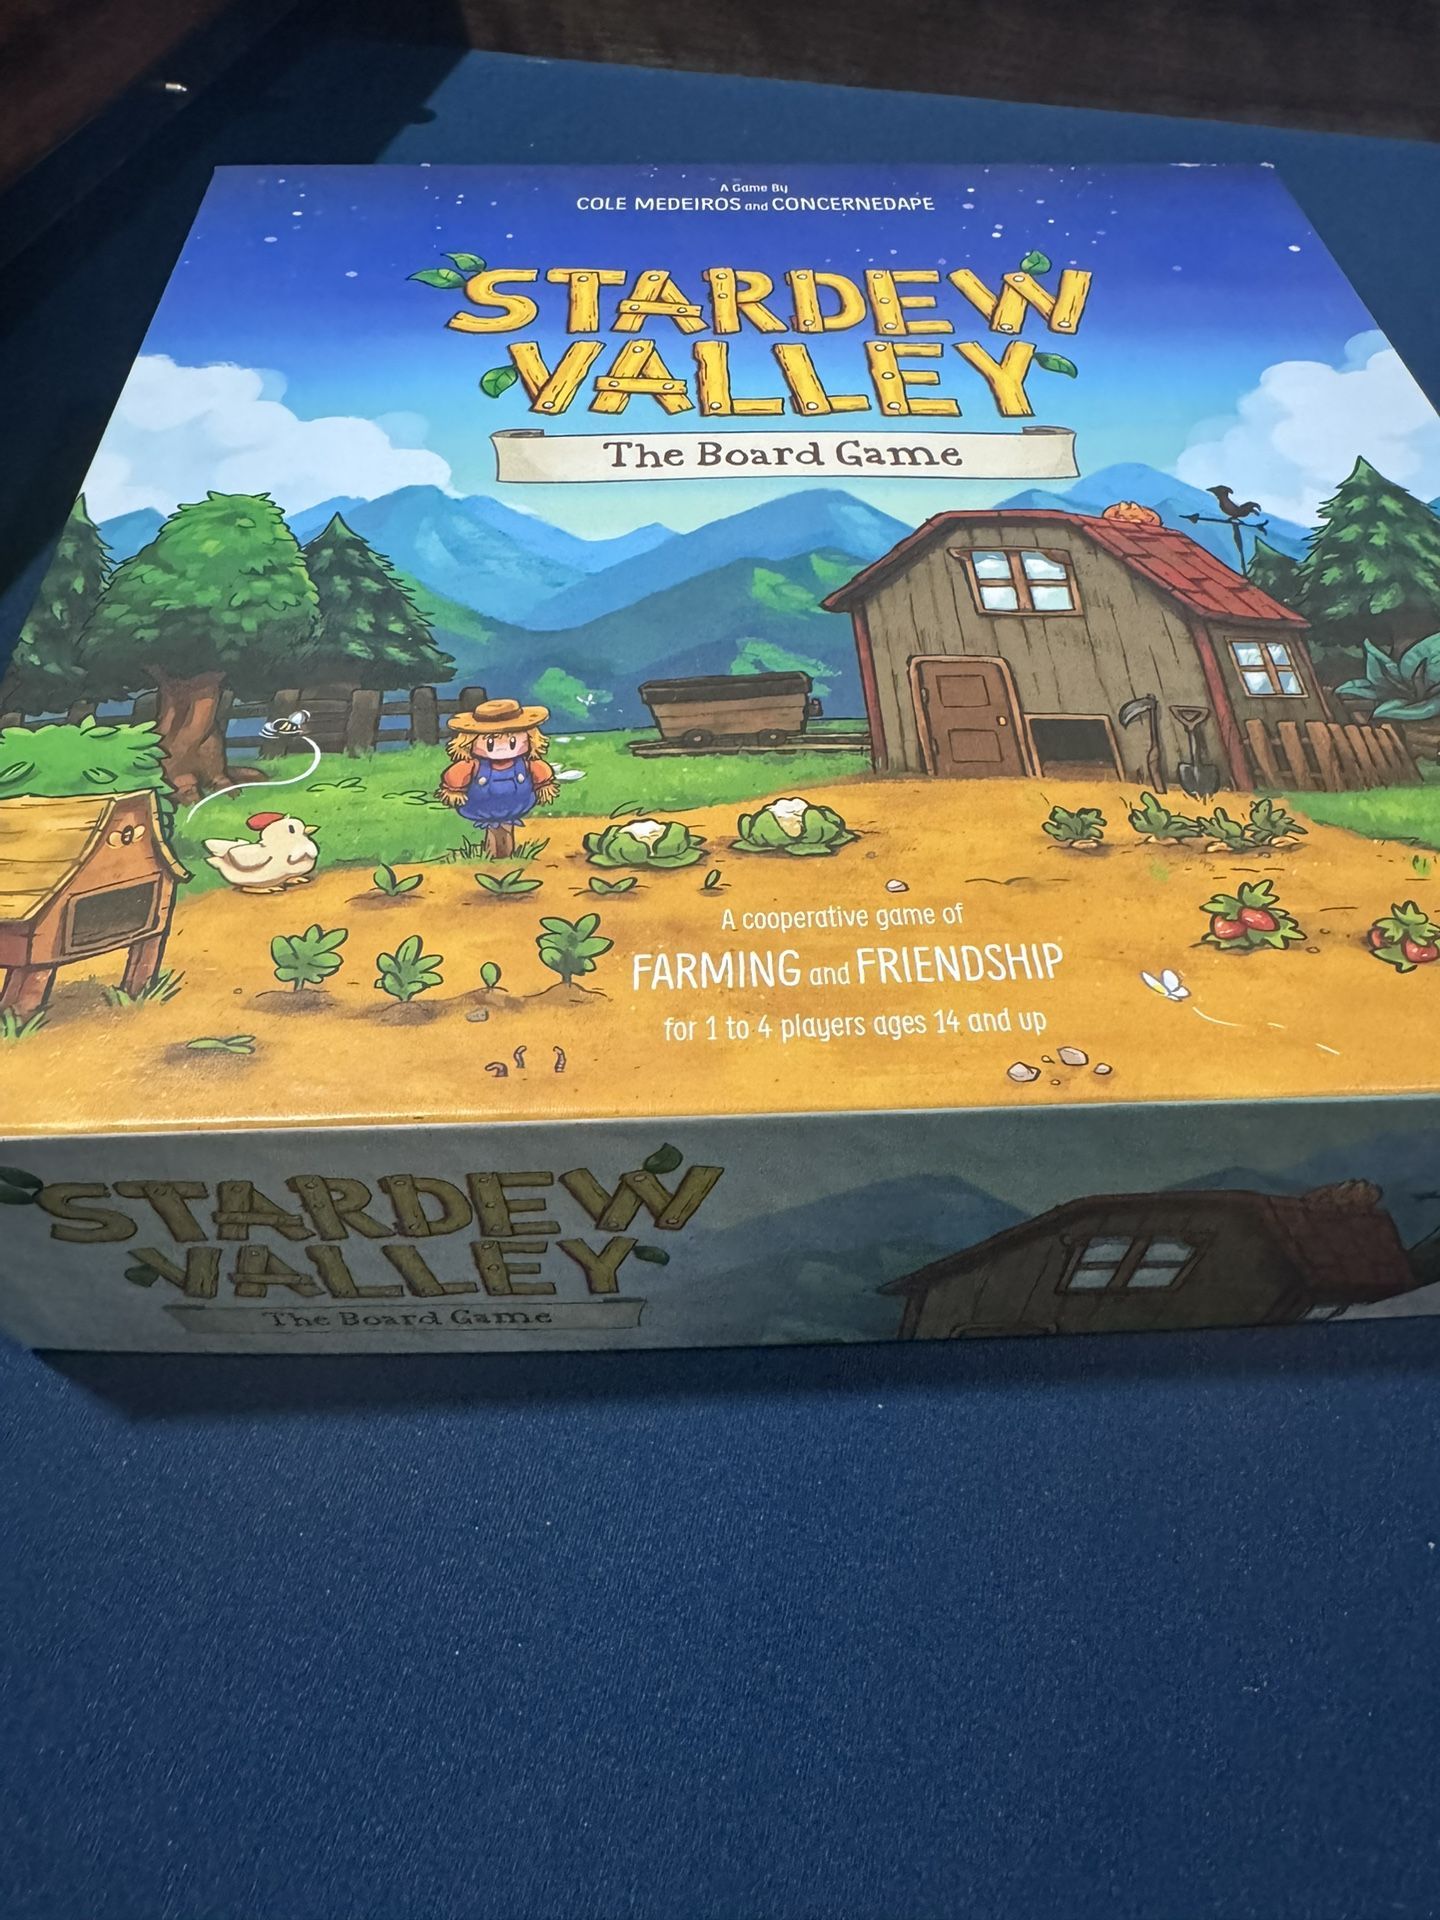 A Game By
COLE MEDEIROS and CONCERNEDAPE
STARDEW
VALLEY
The Board Game
A cooperative game of
FARMING and FRIENDSHIP
for 1 to 4 players ages 14 and up
STARDEW
VALLEY
The Board Game